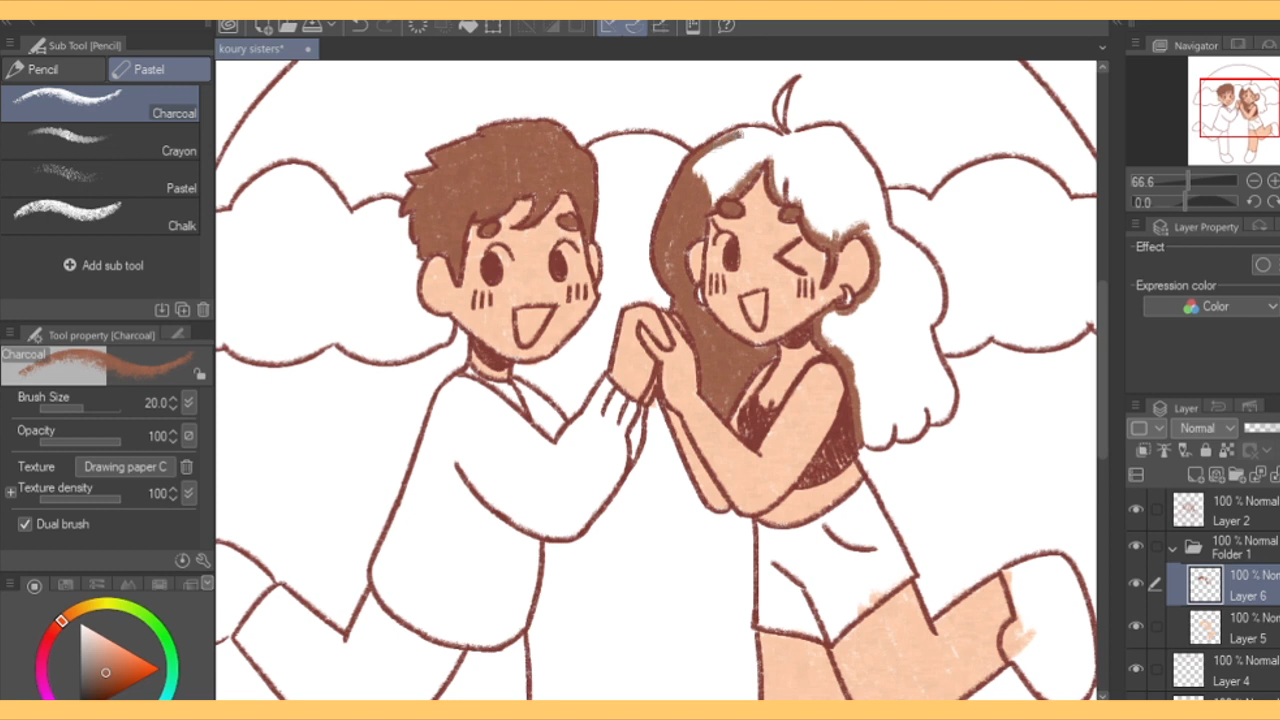 Sub Tool [Pencil]
Pencil
Pastel
Charcoal
Crayon
Pastel
Chalk
Add sub tool
Tool property [Charcoal]
Charcoal
Brush Size
20.0
Opacity
100
Texture
Drawing paper C
Texture density
100
Dual brush
koury sisters*
Navigator
66.6
0.0
Layer Property
Effect
Expression color
Color
Layer
Normal
100 % Normal
Layer 2
100 % Normal
Folder 1
100 % Nor
Layer 6
100 % Nor
Layer 5
100 % Normal
Layer 4